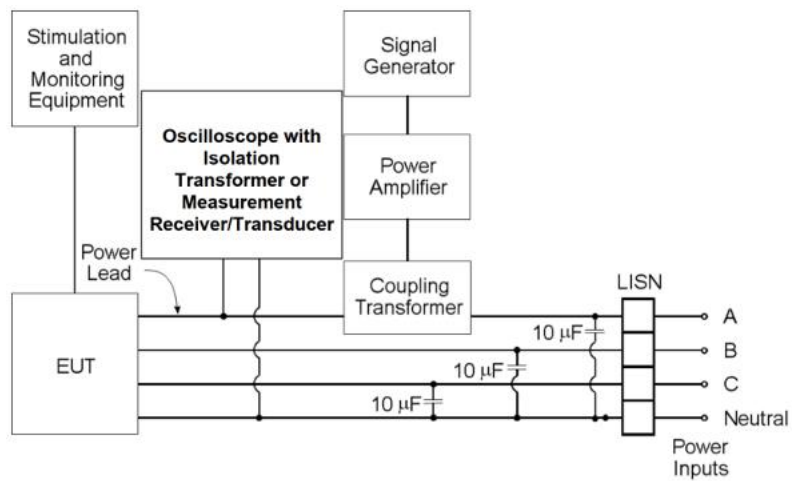 Stimulation
and
Monitoring
Equipment
Signal
Generator
Oscilloscope with
Isolation
Transformer or
Measurement
Receiver/Transducer
Power
Amplifier
Power
Lead
Coupling
Transformer
LISN
A
10 µF
B
EUT
10 µF
C
10 µF
Neutral
Power
Inputs